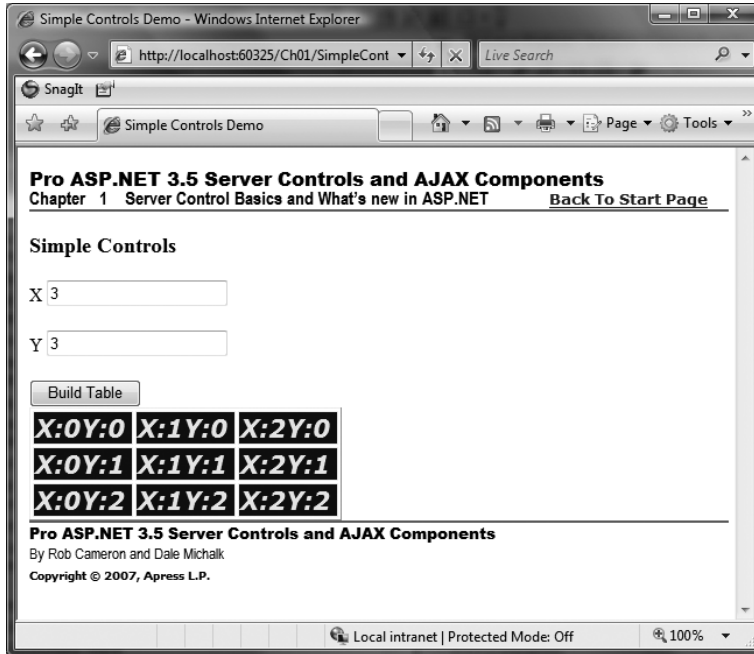 Simple Controls Demo - Windows Internet Explorer
http://localhost:60325/Ch01/SimpleCont
Live Search
SnagIt
Simple Controls Demo
Page
Tools
Pro ASP.NET 3.5 Server Controls and AJAX Components
Chapter 1 Server Control Basics and What's new in ASP.NET Back To Start Page
Simple Controls
X 3
Y 3
Build Table
X:0Y:0 X:1Y:0 X:2Y:0
X:0Y:1 X:1Y:1 X:2Y:1
X:0Y:2 X:1Y:2 X:2Y:2
Pro ASP.NET 3.5 Server Controls and AJAX Components
By Rob Cameron and Dale Michalk
Copyright © 2007, Apress L.P.
Local intranet | Protected Mode: Off 100%